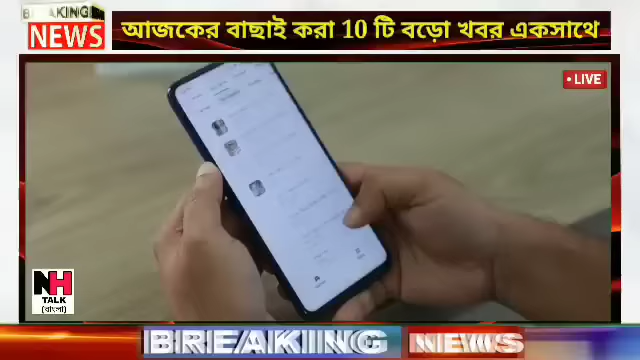 BREAKING
NEWS
আজকের বাছাই করা 10 টি বড়ো খবর একসাথে
LIVE
NH
TALK
(বাংলা)
BREAKING NEWS